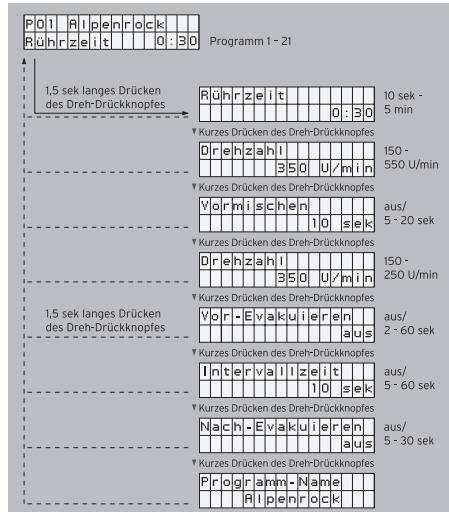 P01 Alpenrock
Rührzeit 0:30 Programm 1 - 21
1,5 sek langes Drücken
des Dreh-Drückknopfes
Rührzeit
0:30
10 sek -
5 min
Kurzes Drücken des Dreh-Drückknopfes
Drehzahl
350 U/min
150 -
550 U/min
Kurzes Drücken des Dreh-Drückknopfes
Vormischen
10 sek
aus/
5 - 20 sek
Kurzes Drücken des Dreh-Drückknopfes
Drehzahl
350 U/min
150 -
250 U/min
Kurzes Drücken des Dreh-Drückknopfes
1,5 sek langes Drücken
des Dreh-Drückknopfes
Vor-Evakuieren
aus
aus/
2 - 60 sek
Kurzes Drücken des Dreh-Drückknopfes
Intervallzeit
10 sek
aus/
5 - 60 sek
Kurzes Drücken des Dreh-Drückknopfes
Nach-Evakuieren
aus
aus/
5 - 30 sek
Kurzes Drücken des Dreh-Drückknopfes
Programm-Name
Alpenrock